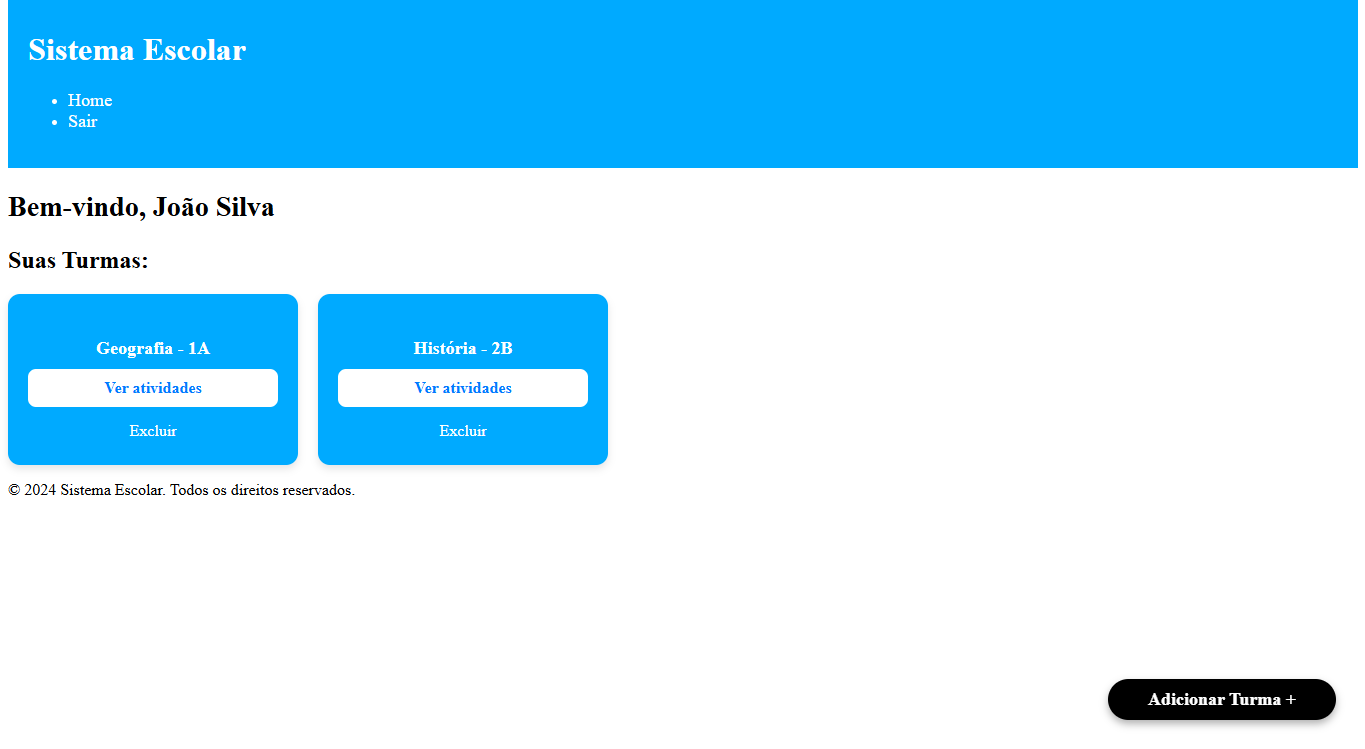 Sistema Escolar
Home
Sair
Bem-vindo, João Silva
Suas Turmas:
Geografia - 1A
Ver atividades
Excluir
História - 2B
Ver atividades
Excluir
© 2024 Sistema Escolar. Todos os direitos reservados.
Adicionar Turma +